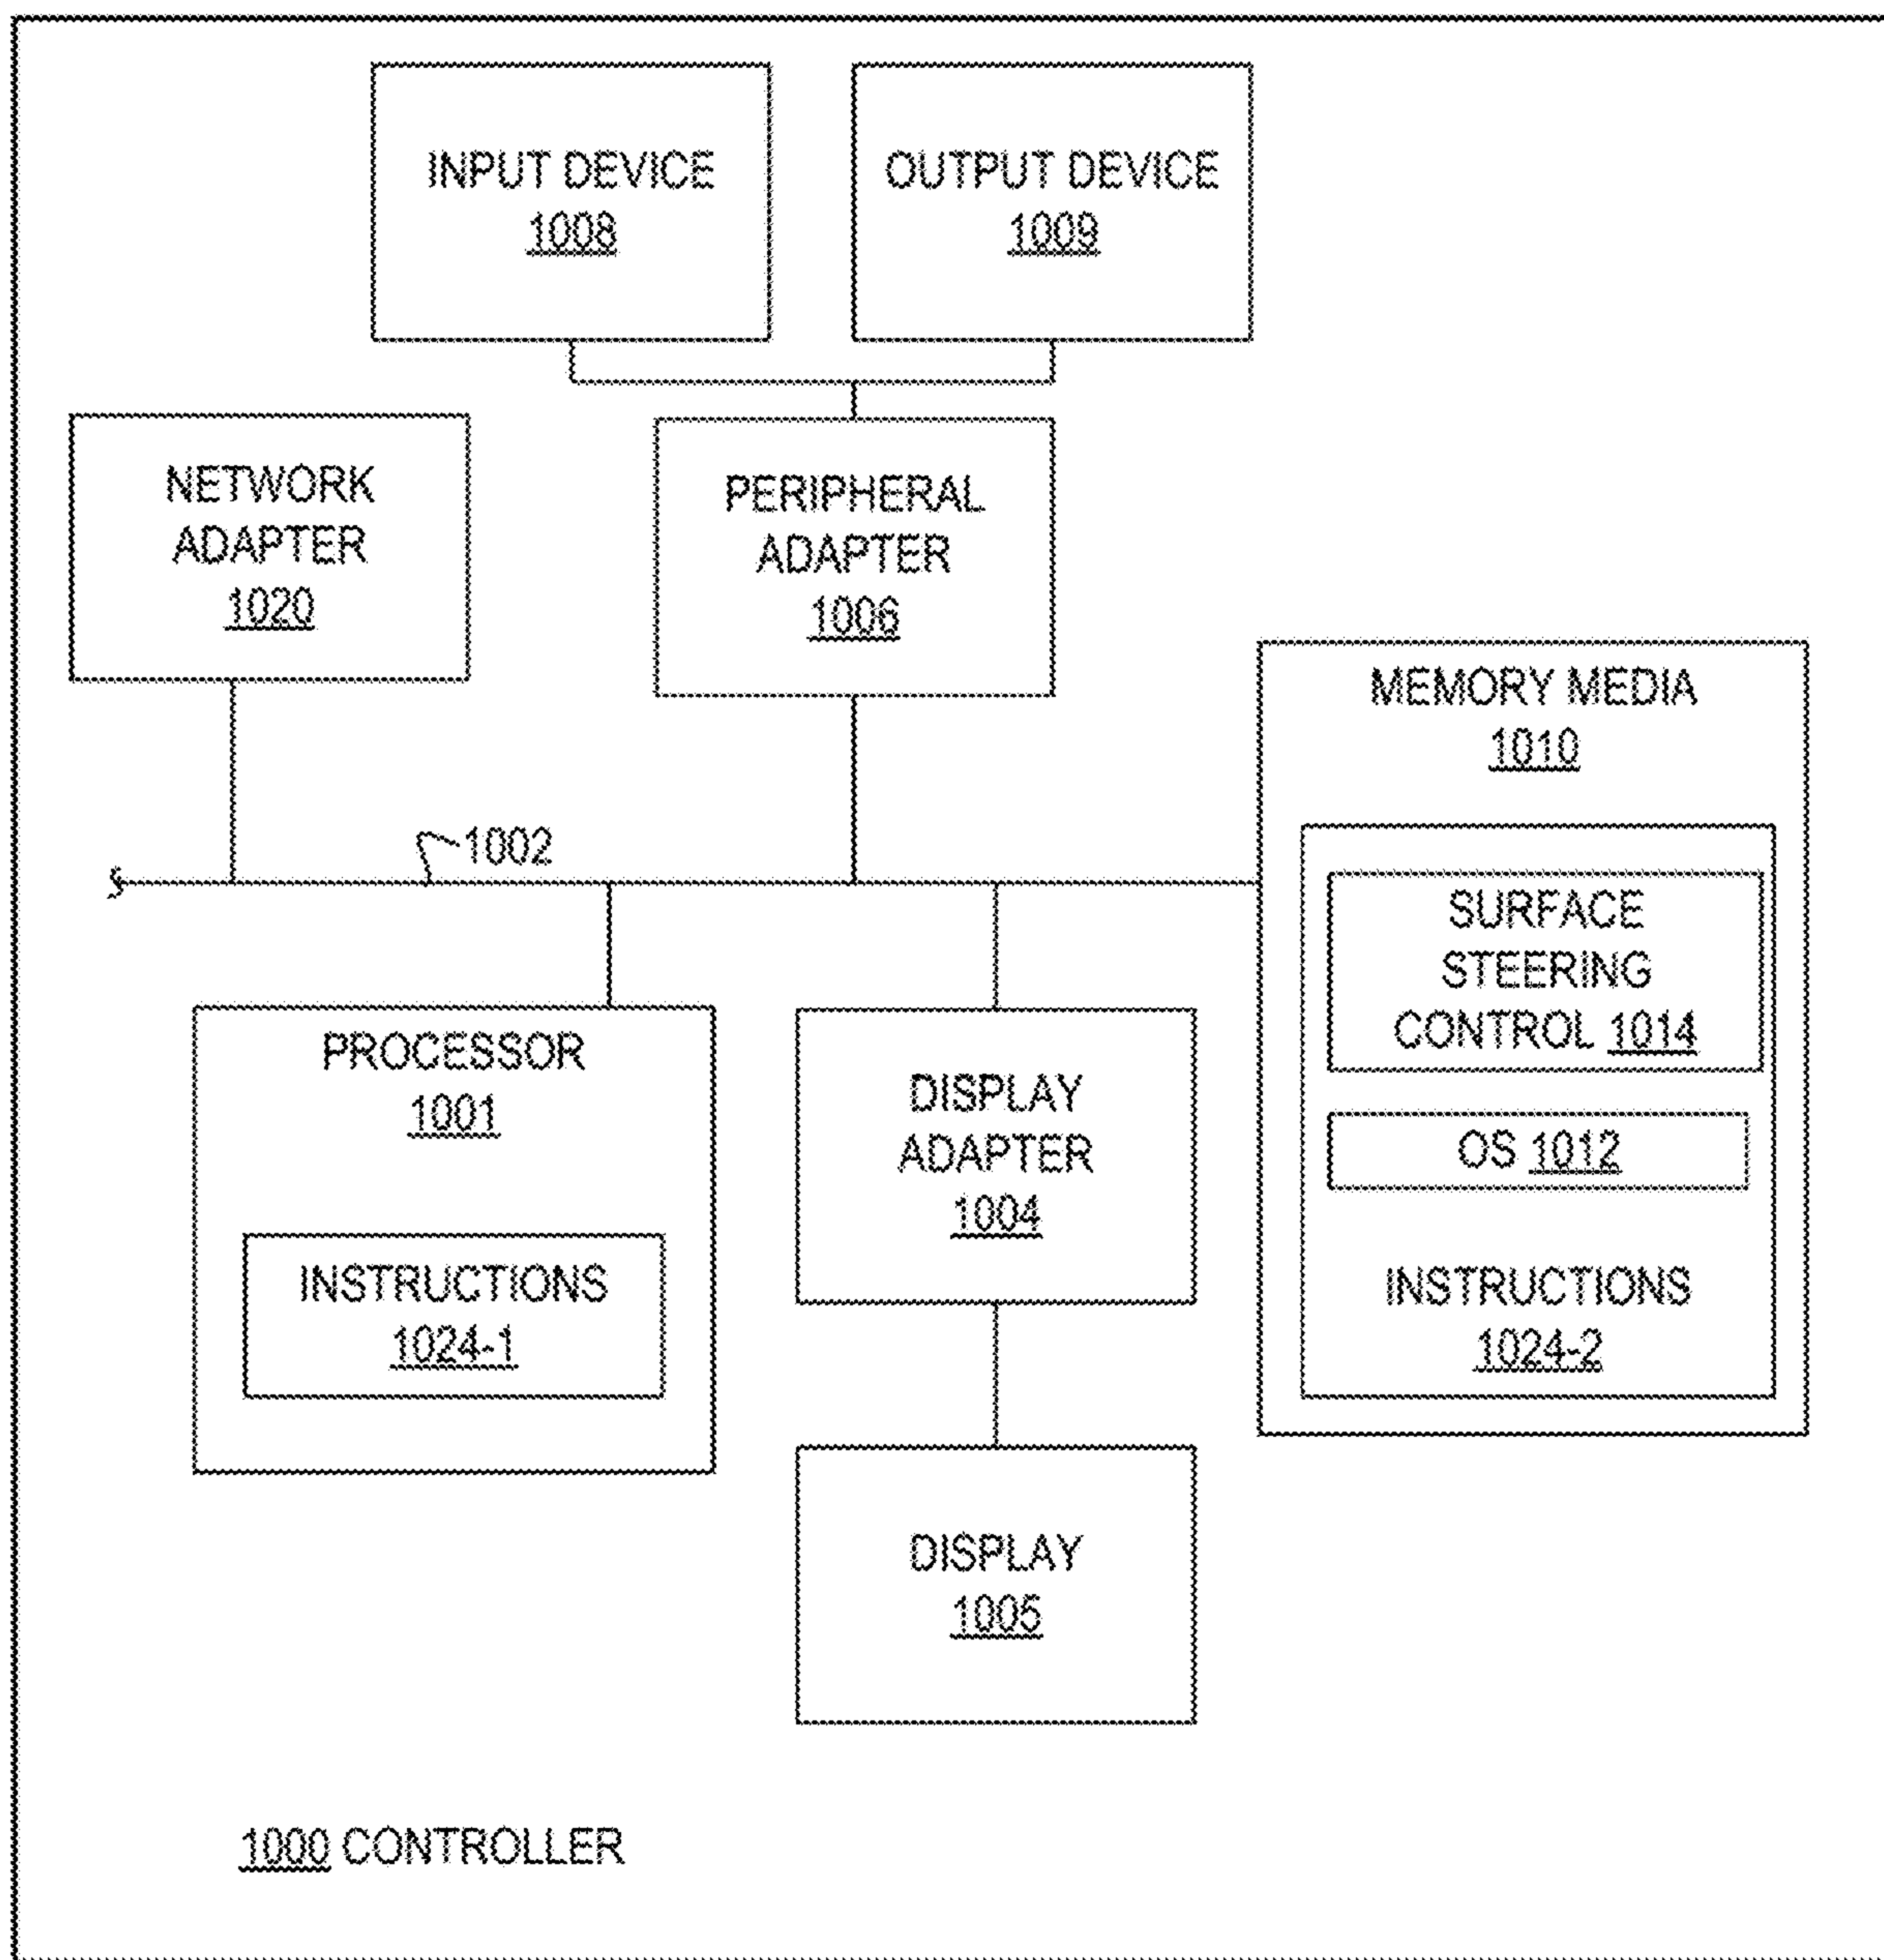 INPUT DEVICE
1008
OUTPUT DEVICE
1009
NETWORK
ADAPTER
1020
PERIPHERAL
ADAPTER
1006
MEMORY MEDIA
1010
1002
SURFACE
STEERING
CONTROL 1014
OS 1012
INSTRUCTIONS
1024-2
PROCESSOR
1001
INSTRUCTIONS
1024-1
DISPLAY
ADAPTER
1004
DISPLAY
1005
1000 CONTROLLER